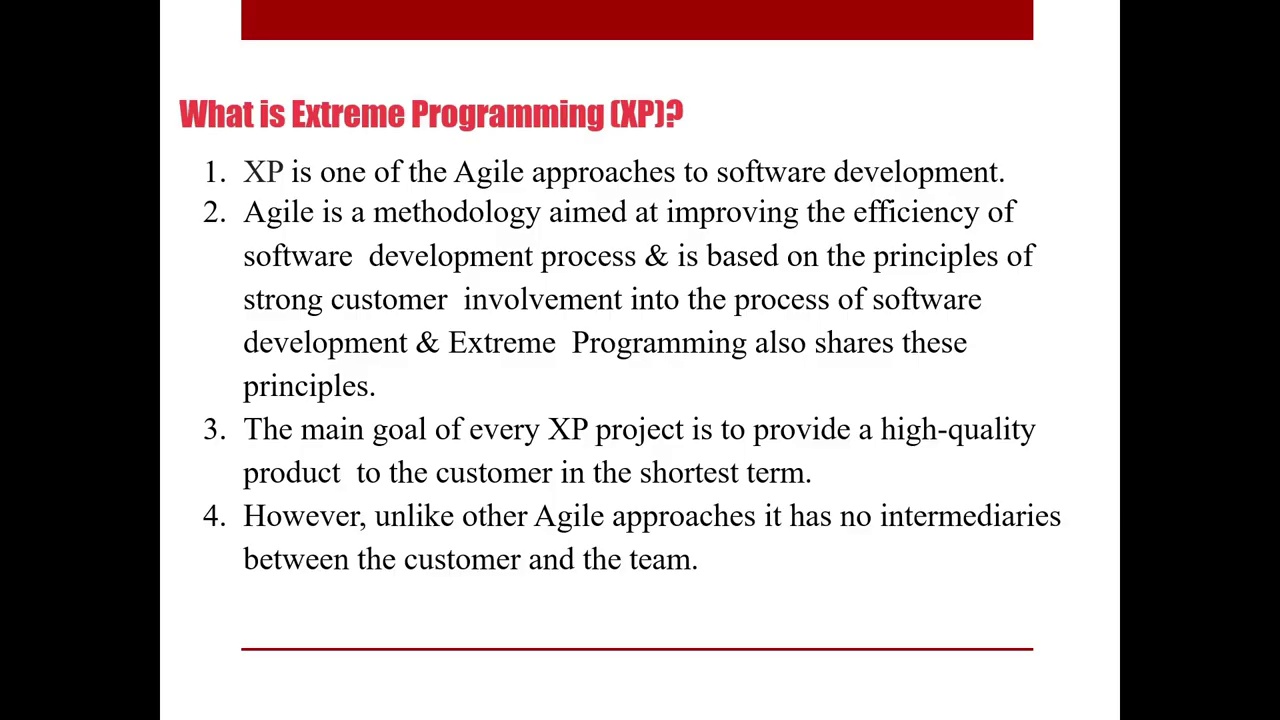 What is Extreme Programming (XP)?
1. XP is one of the Agile approaches to software development.
2. Agile is a methodology aimed at improving the efficiency of
software development process & is based on the principles of
strong customer involvement into the process of software
development & Extreme Programming also shares these
principles.
3. The main goal of every XP project is to provide a high-quality
product to the customer in the shortest term.
4. However, unlike other Agile approaches it has no intermediaries
between the customer and the team.